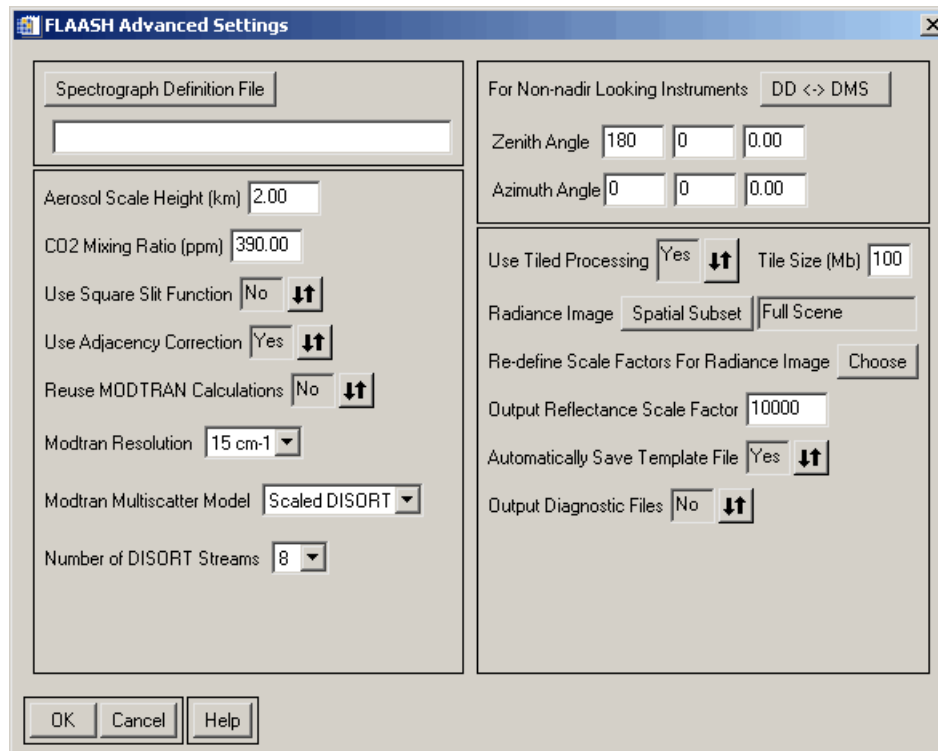 FLAASH Advanced Settings
Spectrograph Definition File
Aerosol Scale Height (km) 2.00
CO2 Mixing Ratio (ppm) 390.00
Use Square Slit Function No
Use Adjacency Correction Yes
Reuse MODTRAN Calculations No
Modtran Resolution 15 cm-1
Modtran Multiscatter Model Scaled DISORT
Number of DISORT Streams 8
For Non-nadir Looking Instruments DD <-> DMS
Zenith Angle 180 0 0.00
Azimuth Angle 0 0 0.00
Use Tiled Processing Yes Tile Size (Mb) 100
Radiance Image Spatial Subset Full Scene
Re-define Scale Factors For Radiance Image Choose
Output Reflectance Scale Factor 10000
Automatically Save Template File Yes
Output Diagnostic Files No
OK Cancel Help